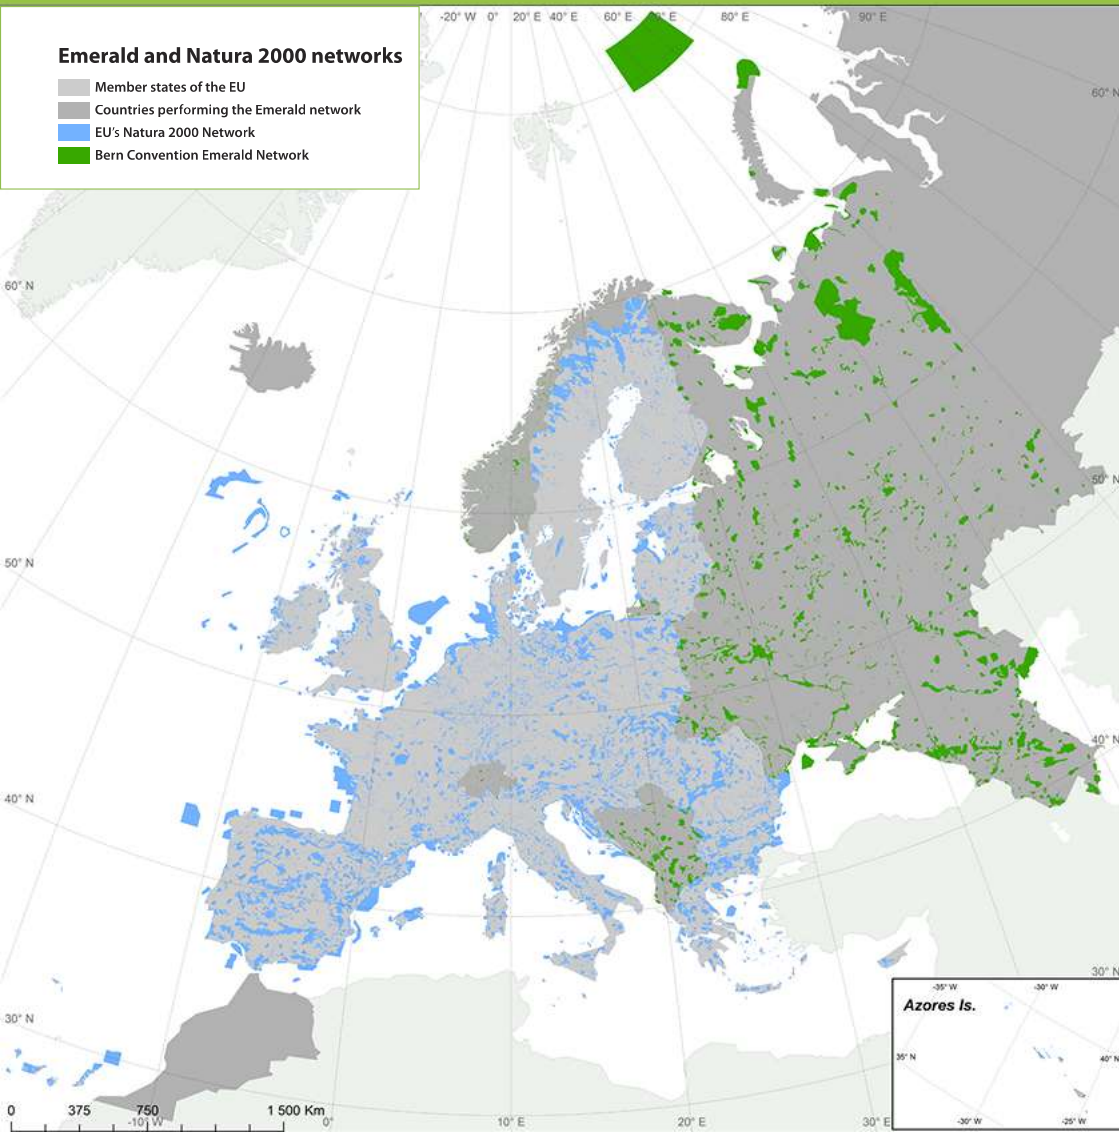 -20° W 0° 20° E 40° E 60° E 80° E 80° E 90° E
Emerald and Natura 2000 networks
Member states of the EU
Countries performing the Emerald network
EU's Natura 2000 Network
Bern Convention Emerald Network
60° N
60° N
50° N
50° N
40° N
40° N
30° N
30° N
-35° W -30° W
Azores Is.
35° N
40° N
-30° W -25° W
0 375 750 1 500 Km
-10° W 0° 10° E 20° E 30° E